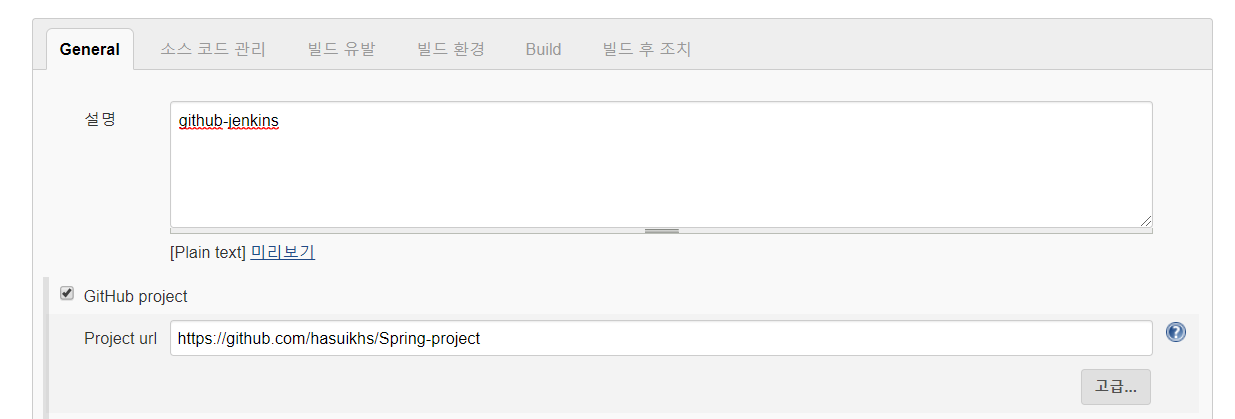 General 소스 코드 관리 빌드 유발 빌드 환경 Build 빌드 후 조치
설명 github-jenkins
[Plain text] 미리보기
GitHub project
Project url https://github.com/hasuikhs/Spring-project ?
고급...